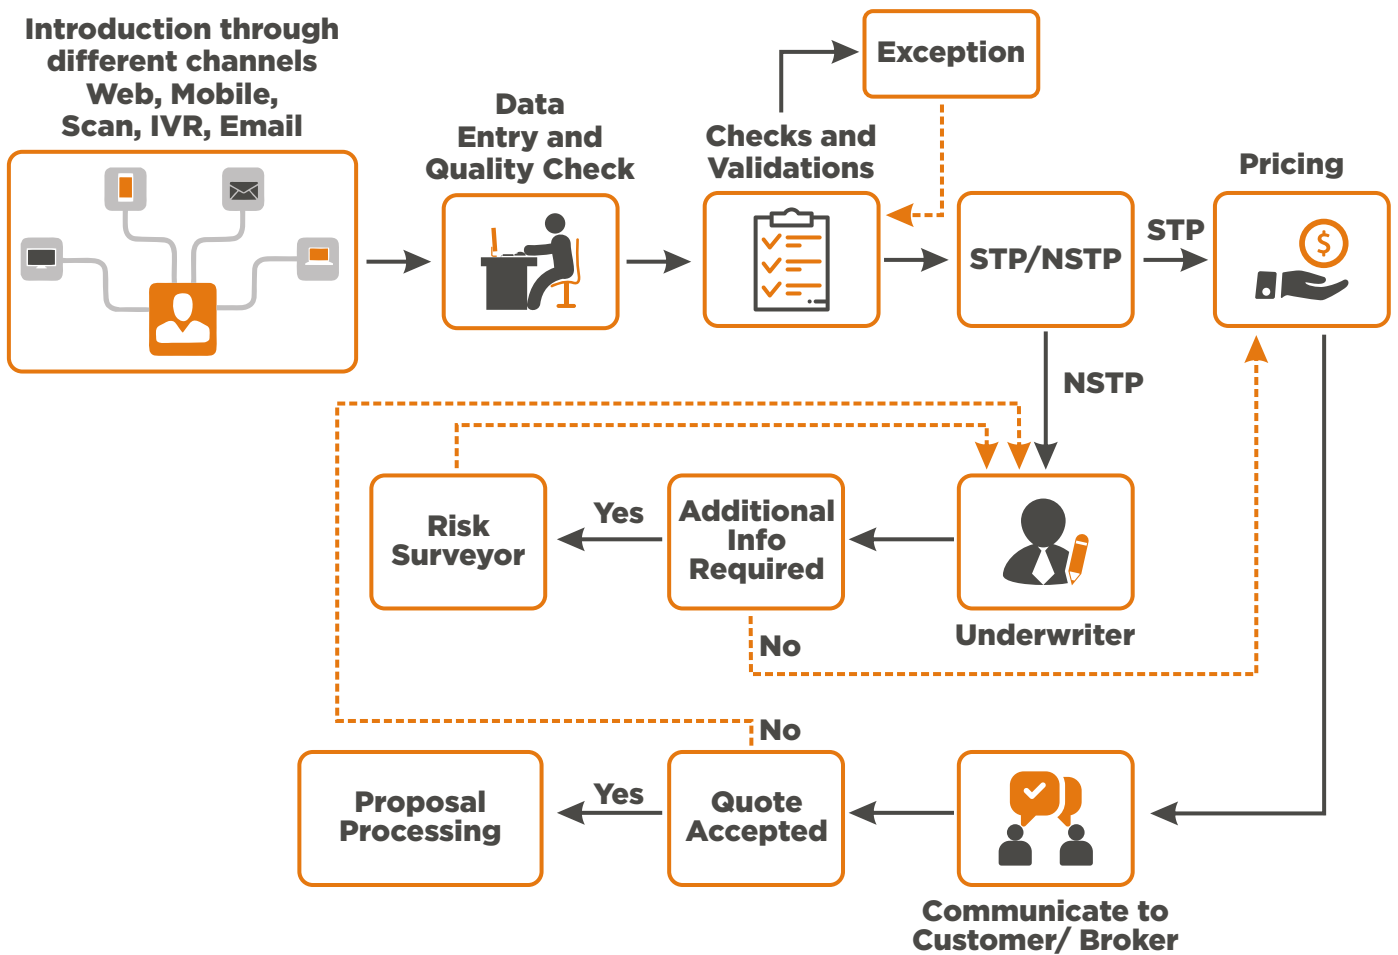 Introduction through
different channels
Web, Mobile,
Scan, IVR, Email
Data
Entry and
Quality Check
Checks and
Validations
Exception
STP/NSTP
STP
Pricing
$
NSTP
Risk
Surveyor
Yes
Additional
Info
Required
Underwriter
No
No
Proposal
Processing
Yes
Quote
Accepted
Communicate to
Customer/ Broker